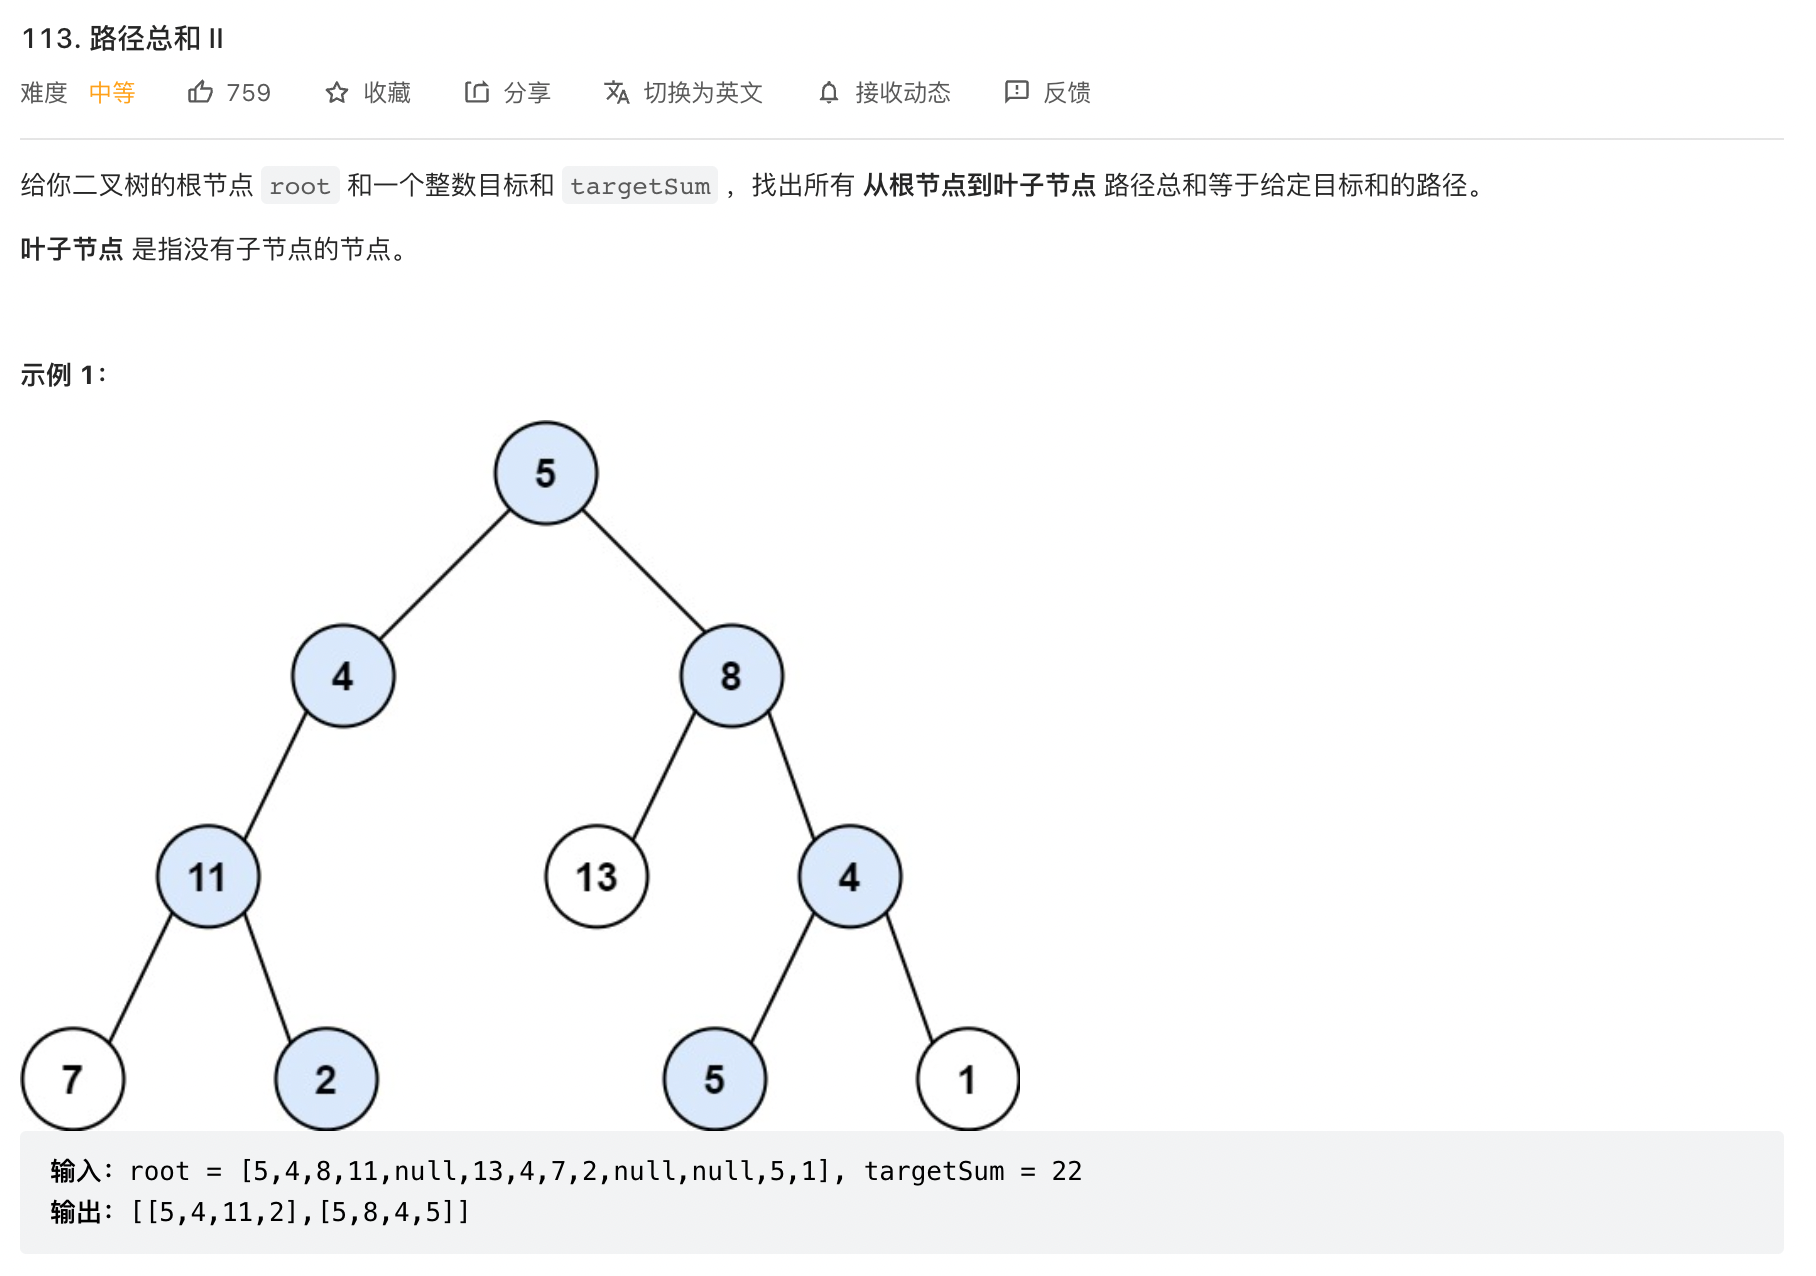 113. 路径总和 II
难度 中等 759 收藏 分享 切换为英文 接收动态 反馈
给你二叉树的根节点 root 和一个整数目标和 targetSum ，找出所有 从根节点到叶子节点 路径总和等于给定目标和的路径。
叶子节点 是指没有子节点的节点。
示例 1：
5
4 8
11 13 4
7 2 5 1
输入：root = [5,4,8,11,null,13,4,7,2,null,null,5,1], targetSum = 22
输出：[[5,4,11,2],[5,8,4,5]]